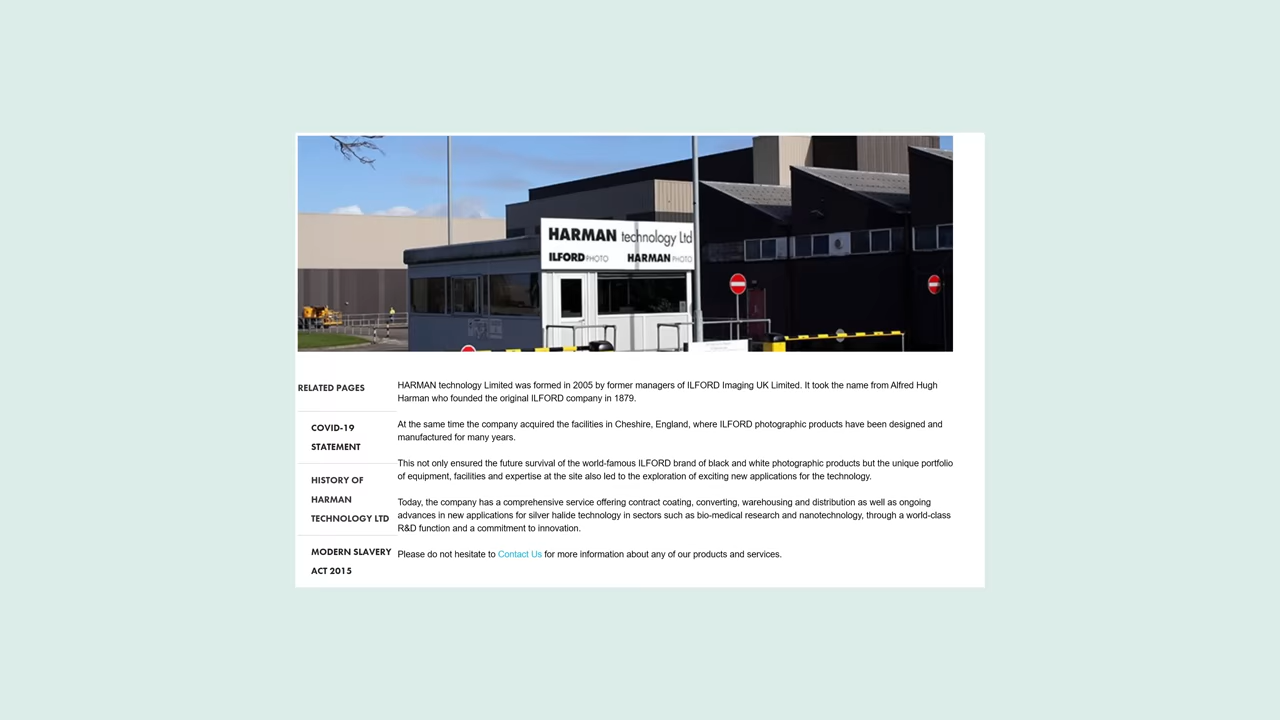 HARMAN technology Ltd
ILFORD PHOTO HARMAN PHOTO
RELATED PAGES
COVID-19
STATEMENT
HISTORY OF
HARMAN
TECHNOLOGY LTD
MODERN SLAVERY
ACT 2015
HARMAN technology Limited was formed in 2005 by former managers of ILFORD Imaging UK Limited. It took the name from Alfred Hugh
Harman who founded the original ILFORD company in 1879.
At the same time the company acquired the facilities in Cheshire, England, where ILFORD photographic products have been designed and
manufactured for many years.
This not only ensured the future survival of the world-famous ILFORD brand of black and white photographic products but the unique portfolio
of equipment, facilities and expertise at the site also led to the exploration of exciting new applications for the technology.
Today, the company has a comprehensive service offering contract coating, converting, warehousing and distribution as well as ongoing
advances in new applications for silver halide technology in sectors such as bio-medical research and nanotechnology, through a world-class
R&D function and a commitment to innovation.
Please do not hesitate to Contact Us for more information about any of our products and services.